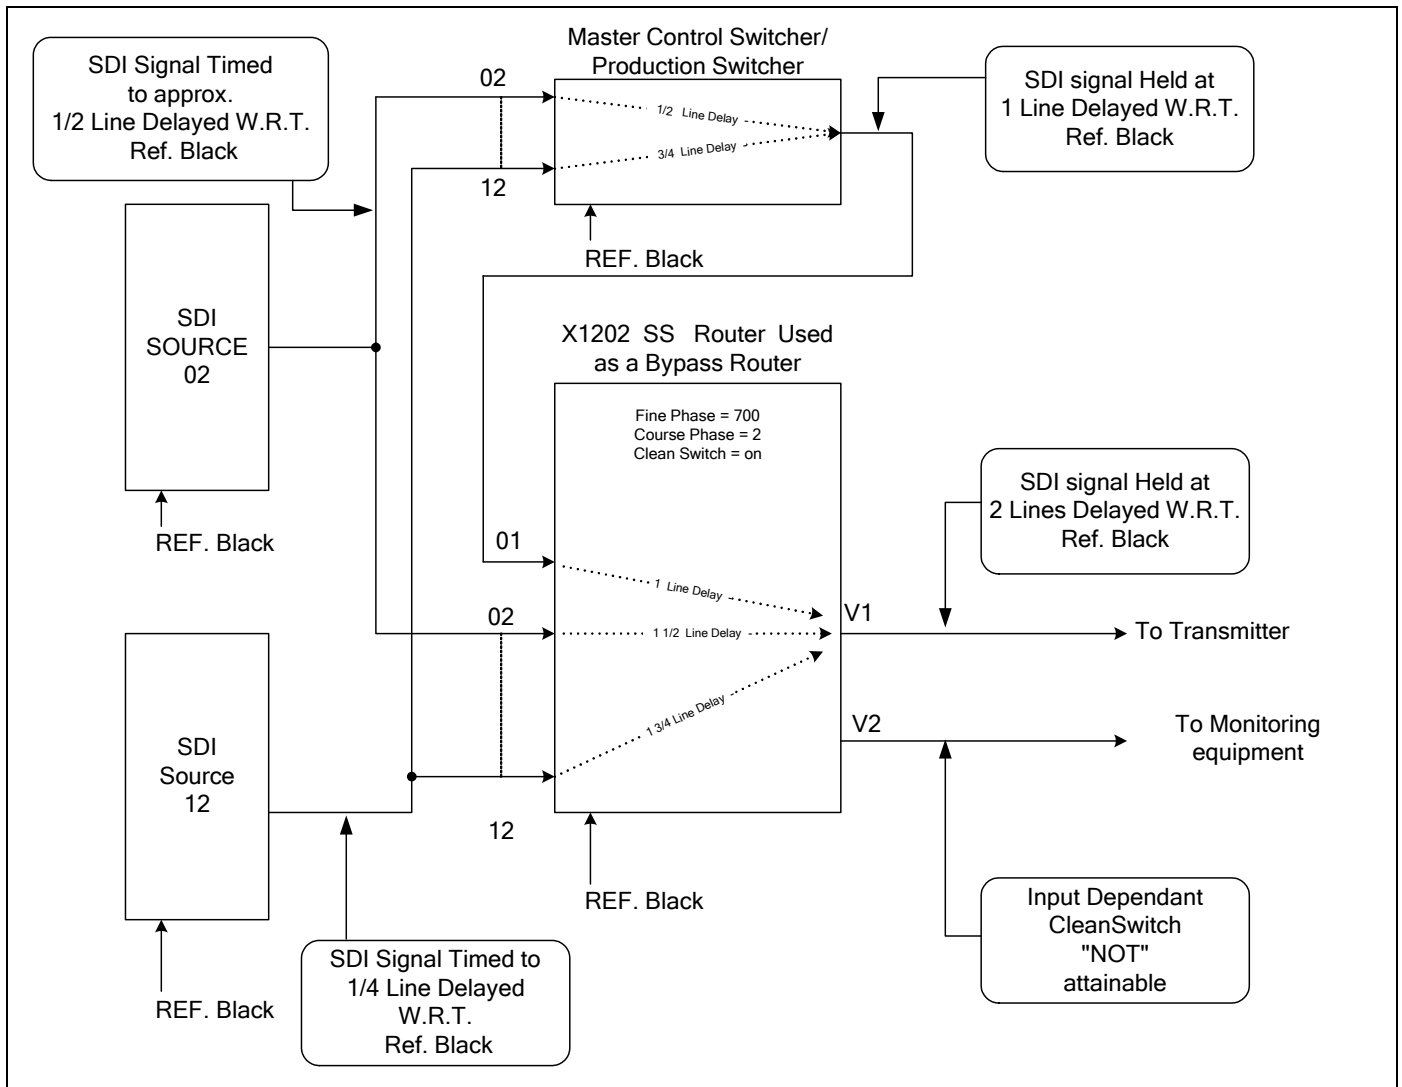 Master Control Switcher/
Production Switcher
SDI Signal Timed
to approx.
1/2 Line Delayed W.R.T.
Ref. Black
02
1/2 Line Delay
3/4 Line Delay
12
SDI signal Held at
1 Line Delayed W.R.T.
Ref. Black
REF. Black
SDI
SOURCE
02
REF. Black
X1202 SS Router Used
as a Bypass Router
Fine Phase = 700
Course Phase = 2
Clean Switch = on
01
1 Line Delay
02
1 1/2 Line Delay
1 3/4 Line Delay
12
V1
V2
SDI signal Held at
2 Lines Delayed W.R.T.
Ref. Black
To Transmitter
To Monitoring
equipment
SDI
Source
12
REF. Black
REF. Black
SDI Signal Timed to
1/4 Line Delayed
W.R.T.
Ref. Black
Input Dependant
CleanSwitch
"NOT"
attainable